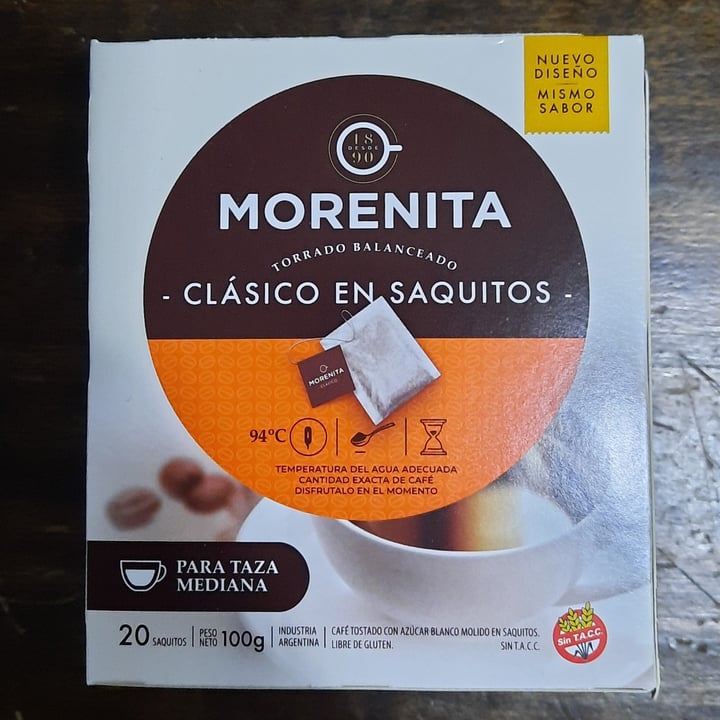 NUEVO
DISEÑO
MISMO
SABOR
18
DESDE
90
MORENITA
TORRADO BALANCEADO
- CLÁSICO EN SAQUITOS -
MORENITA
CLÁSICO
94°C
TEMPERATURA DEL AGUA ADECUADA
CANTIDAD EXACTA DE CAFÉ
DISFRUTALO EN EL MOMENTO
PARA TAZA
MEDIANA
20 SAQUITOS
PESO
NETO 100g
INDUSTRIA
ARGENTINA
CAFÉ TOSTADO CON AZÚCAR BLANCO MOLIDO EN SAQUITOS.
LIBRE DE GLUTEN.
SIN T.A.C.C.
Sin T.A.C.C.